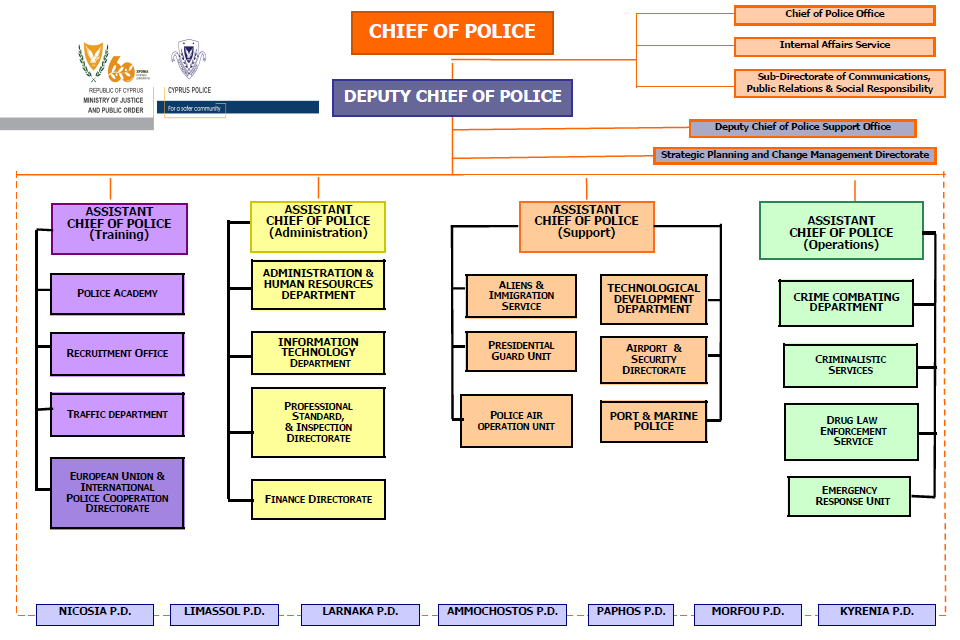 CHIEF OF POLICE
Chief of Police Office
Internal Affairs Service
Sub-Directorate of Communications,
Public Relations & Social Responsibility
REPUBLIC OF CYPRUS
MINISTRY OF JUSTICE
AND PUBLIC ORDER
60
CYPRUS POLICE
For a safer community
DEPUTY CHIEF OF POLICE
Deputy Chief of Police Support Office
Strategic Planning and Change Management Directorate
ASSISTANT
CHIEF OF POLICE
(Training)
POLICE ACADEMY
RECRUITMENT OFFICE
TRAFFIC DEPARTMENT
EUROPEAN UNION &
INTERNATIONAL
POLICE COOPERATION
DIRECTORATE
ASSISTANT
CHIEF OF POLICE
(Administration)
ADMINISTRATION &
HUMAN RESOURCES
DEPARTMENT
INFORMATION
TECHNOLOGY
DEPARTMENT
PROFESSIONAL
STANDARD,
& INSPECTION
DIRECTORATE
FINANCE DIRECTORATE
ASSISTANT
CHIEF OF POLICE
(Support)
ALIENS &
IMMIGRATION
SERVICE
PRESIDENTIAL
GUARD UNIT
POLICE AIR
OPERATION UNIT
TECHNOLOGICAL
DEVELOPMENT
DEPARTMENT
AIRPORT &
SECURITY
DIRECTORATE
PORT & MARINE
POLICE
ASSISTANT
CHIEF OF POLICE
(Operations)
CRIME COMBATING
DEPARTMENT
CRIMINALISTIC
SERVICES
DRUG LAW
ENFORCEMENT
SERVICE
EMERGENCY
RESPONSE UNIT
NICOSIA P.D.
LIMASSOL P.D.
LARNAKA P.D.
AMMOCHOSTOS P.D.
PAPHOS P.D.
MORFOU P.D.
KYRENIA P.D.